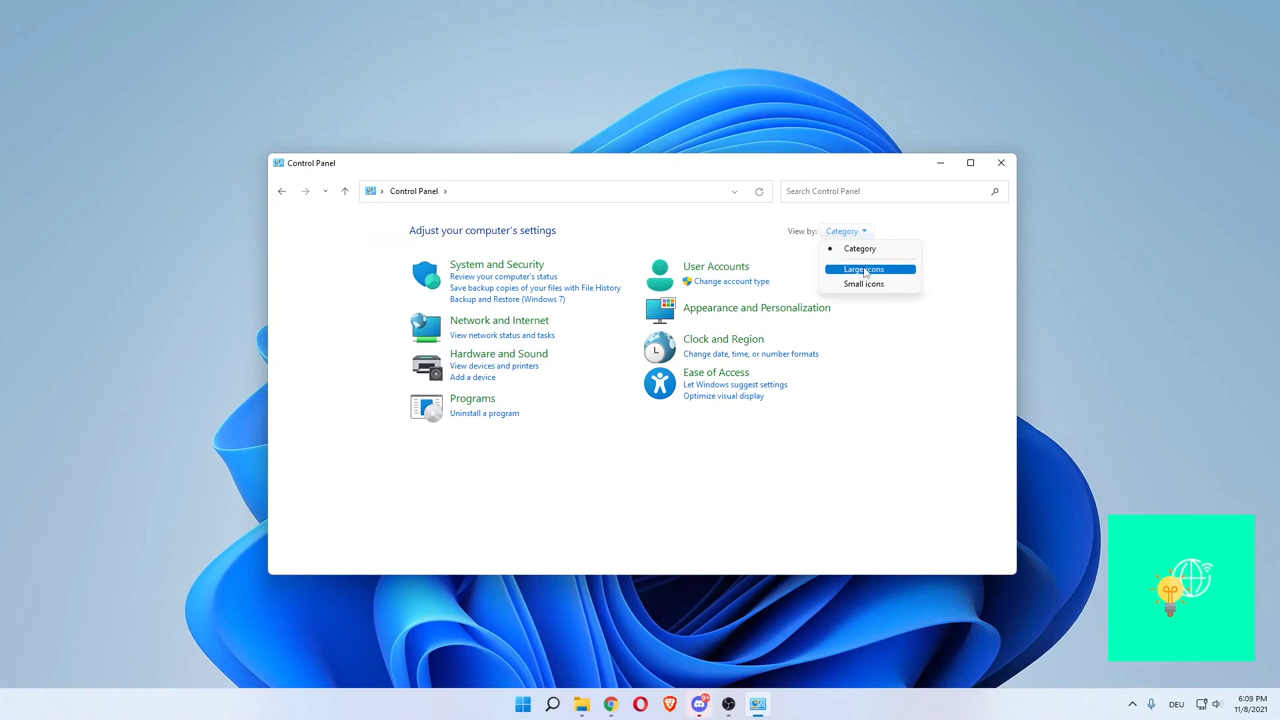 Control Panel
Control Panel
Search Control Panel
Adjust your computer's settings
View by: Category
Category
Large icons
Small icons
System and Security
Review your computer's status
Save backup copies of your files with File History
Backup and Restore (Windows 7)
Network and Internet
View network status and tasks
Hardware and Sound
View devices and printers
Add a device
Programs
Uninstall a program
User Accounts
Change account type
Appearance and Personalization
Clock and Region
Change date, time, or number formats
Ease of Access
Let Windows suggest settings
Optimize visual display
DEU
6:09 PM
11/8/2021